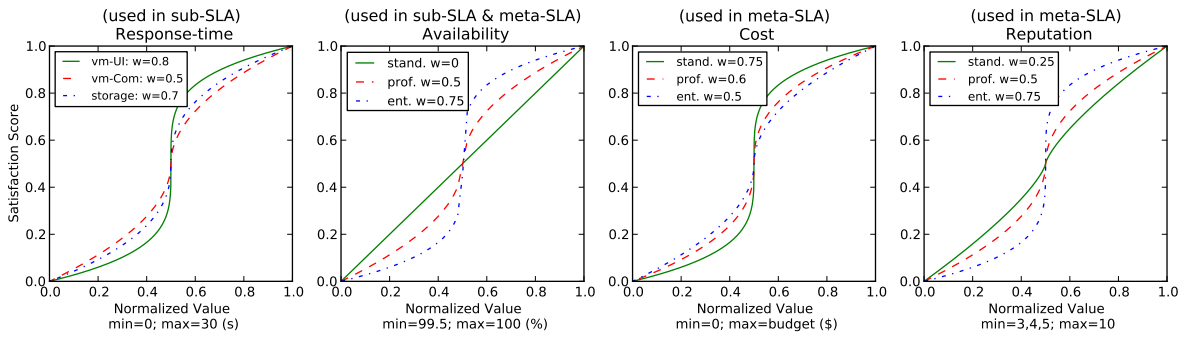 (used in sub-SLA)
Response-time
Satisfaction Score
1.0
0.8
0.6
0.4
0.2
0.0
vm-UI: w=0.8
vm-Com: w=0.5
storage: w=0.7
0.0 0.2 0.4 0.6 0.8 1.0
Normalized Value
min=0; max=30 (s)
(used in sub-SLA & meta-SLA)
Availability
1.0
0.8
0.6
0.4
0.2
0.0
stand. w=0
prof. w=0.5
ent. w=0.75
0.0 0.2 0.4 0.6 0.8 1.0
Normalized Value
min=99.5; max=100 (%)
(used in meta-SLA)
Cost
1.0
0.8
0.6
0.4
0.2
0.0
stand. w=0.75
prof. w=0.6
ent. w=0.5
0.0 0.2 0.4 0.6 0.8 1.0
Normalized Value
min=0; max=budget ($)
(used in meta-SLA)
Reputation
1.0
0.8
0.6
0.4
0.2
0.0
stand. w=0.25
prof. w=0.5
ent. w=0.75
0.0 0.2 0.4 0.6 0.8 1.0
Normalized Value
min=3,4,5; max=10